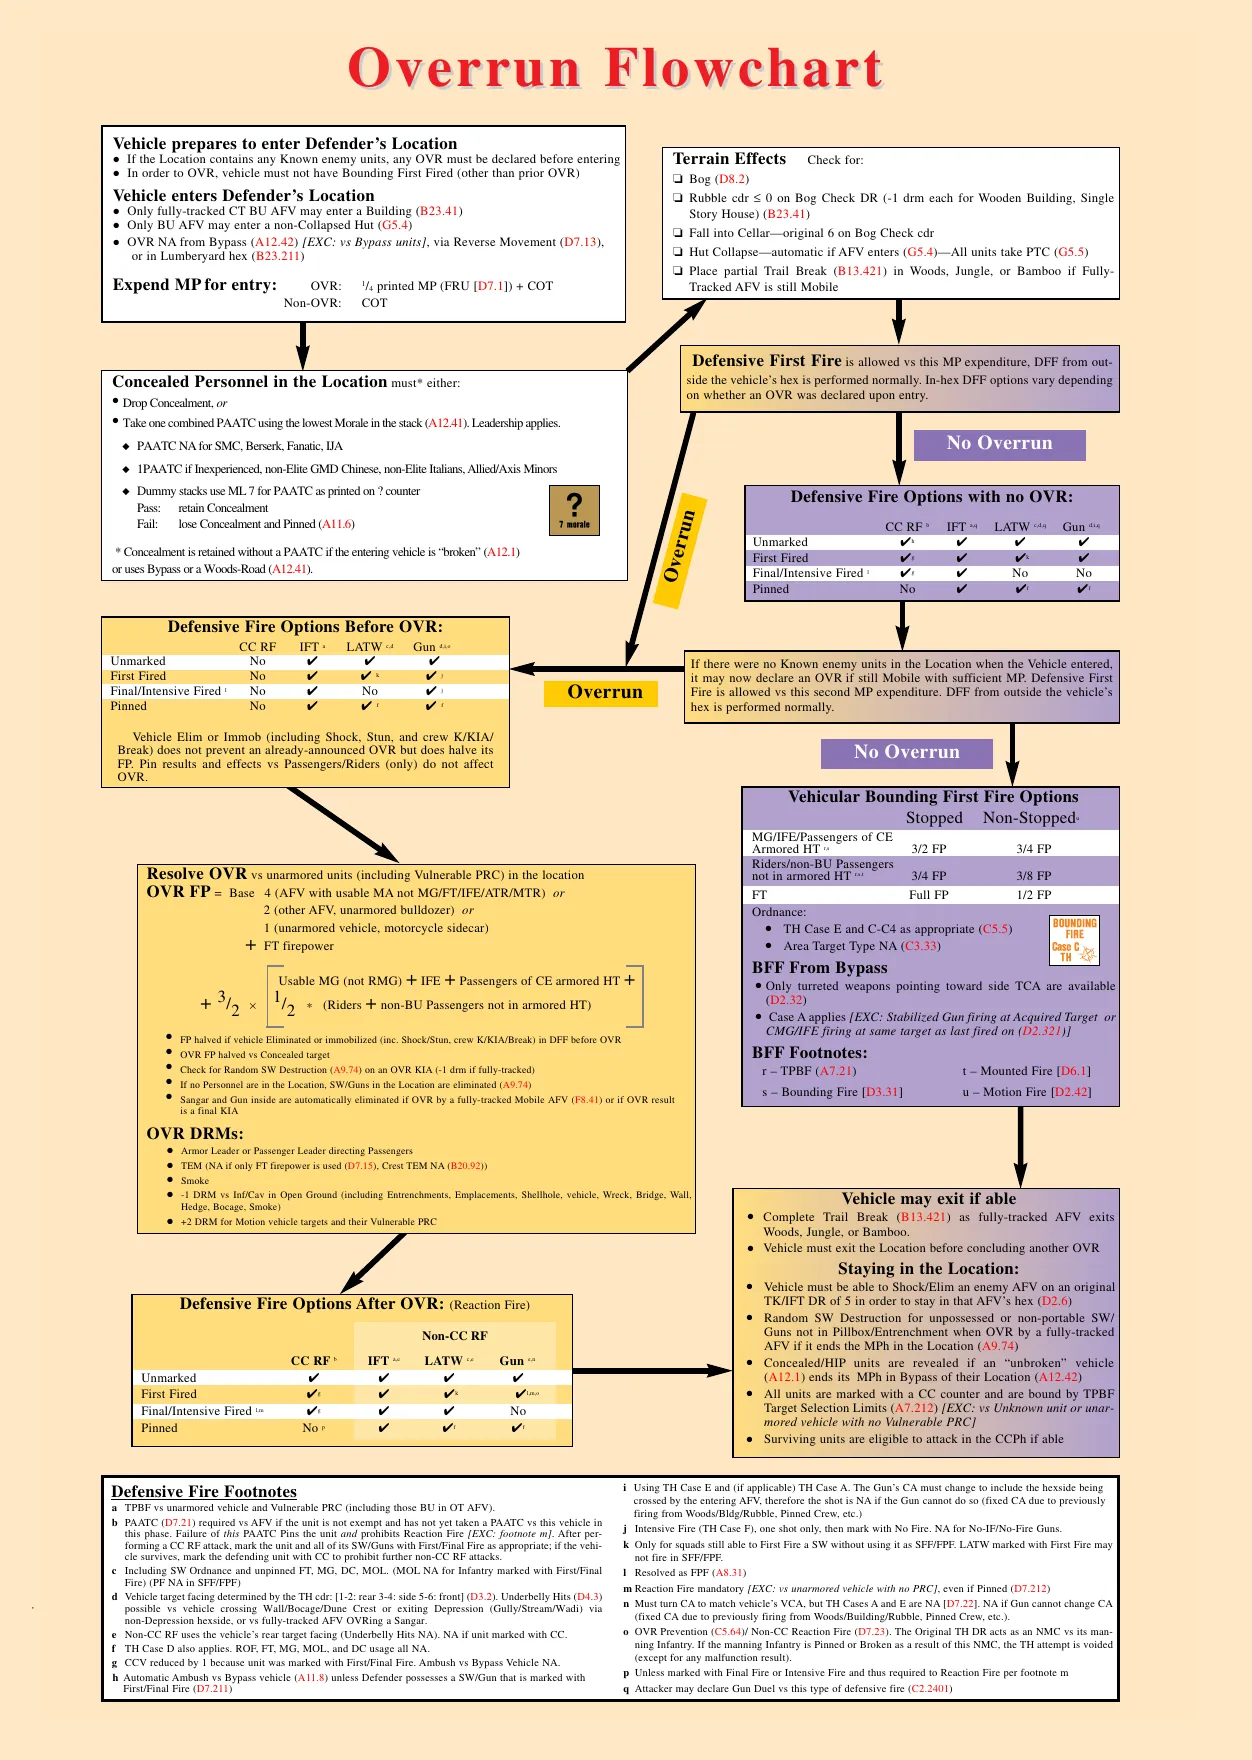 Overrun Flowchart
Vehicle prepares to enter Defender's Location
● If the Location contains any Known enemy units, any OVR must be declared before entering
● In order to OVR, vehicle must not have Bounding First Fired (other than prior OVR)
Vehicle enters Defender's Location
● Only fully-tracked CT BU AFV may enter a Building (B23.41)
● Only BU AFV may enter a non-Collapsed Hut (G5.4)
● OVR NA from Bypass (A12.42) [EXC: vs Bypass units], via Reverse Movement (D7.13),
or in Lumberyard hex (B23.211)
Expend MP for entry: OVR: 1/4 printed MP (FRU [D7.1]) + COT
Non-OVR: COT
Terrain Effects Check for:
❏ Bog (D8.2)
❏ Rubble cdr ≤ 0 on Bog Check DR (-1 drm each for Wooden Building, Single
Story House) (B23.41)
❏ Fall into Cellar—original 6 on Bog Check cdr
❏ Hut Collapse—automatic if AFV enters (G5.4)—All units take PTC (G5.5)
❏ Place partial Trail Break (B13.421) in Woods, Jungle, or Bamboo if Fully-
Tracked AFV is still Mobile
Concealed Personnel in the Location must* either:
● Drop Concealment, or
● Take one combined PAATC using the lowest Morale in the stack (A12.41). Leadership applies.
◆ PAATC NA for SMC, Berserk, Fanatic, IJA
◆ 1PAATC if Inexperienced, non-Elite GMD Chinese, non-Elite Italians, Allied/Axis Minors
◆ Dummy stacks use ML 7 for PAATC as printed on ? counter
Pass: retain Concealment
Fail: lose Concealment and Pinned (A11.6)
?
7 morale
* Concealment is retained without a PAATC if the entering vehicle is "broken" (A12.1)
or uses Bypass or a Woods-Road (A12.41).
Defensive First Fire is allowed vs this MP expenditure, DFF from out-
side the vehicle's hex is performed normally. In-hex DFF options vary depending
on whether an OVR was declared upon entry.
No Overrun
Overrun
Defensive Fire Options with no OVR:
CC RF b IFT a,q LATW c,d,q Gun d,i,q
Unmarked ✔h ✔ ✔ ✔
First Fired ✔g ✔ ✔k ✔
Final/Intensive Fired l ✔g ✔ No No
Pinned No ✔ ✔f ✔f
If there were no Known enemy units in the Location when the Vehicle entered,
it may now declare an OVR if still Mobile with sufficient MP. Defensive First
Fire is allowed vs this second MP expenditure. DFF from outside the vehicle's
hex is performed normally.
Overrun
No Overrun
Defensive Fire Options Before OVR:
CC RF IFT a LATW c,d Gun d,i,o
Unmarked No ✔ ✔ ✔
First Fired No ✔ ✔ k ✔ j
Final/Intensive Fired l No ✔ No ✔ j
Pinned No ✔ ✔ f ✔ f
Vehicle Elim or Immob (including Shock, Stun, and crew K/KIA/
Break) does not prevent an already-announced OVR but does halve its
FP. Pin results and effects vs Passengers/Riders (only) do not affect
OVR.
Vehicular Bounding First Fire Options
Stopped Non-Stopped
MG/IFE/Passengers of CE
Armored HT r,s 3/2 FP 3/4 FP
Riders/non-BU Passengers
not in armored HT r,s,t 3/4 FP 3/8 FP
FT Full FP 1/2 FP
Ordnance:
● TH Case E and C-C4 as appropriate (C5.5)
● Area Target Type NA (C3.33)
BOUNDING
FIRE
Case C
TH
BFF From Bypass
● Only turreted weapons pointing toward side TCA are available
(D2.32)
● Case A applies [EXC: Stabilized Gun firing at Acquired Target or
CMG/IFE firing at same target as last fired on (D2.321)]
BFF Footnotes:
r – TPBF (A7.21) t – Mounted Fire [D6.1]
s – Bounding Fire [D3.31] u – Motion Fire [D2.42]
Resolve OVR vs unarmored units (including Vulnerable PRC) in the location
OVR FP = Base 4 (AFV with usable MA not MG/FT/IFE/ATR/MTR) or
2 (other AFV, unarmored bulldozer) or
1 (unarmored vehicle, motorcycle sidecar)
+ FT firepower
Usable MG (not RMG) + IFE + Passengers of CE armored HT +
+ 3/2 × 1/2 * (Riders + non-BU Passengers not in armored HT)
● FP halved if vehicle Eliminated or immobilized (inc. Shock/Stun, crew K/KIA/Break) in DFF before OVR
● OVR FP halved vs Concealed target
● Check for Random SW Destruction (A9.74) on an OVR KIA (-1 drm if fully-tracked)
● If no Personnel are in the Location, SW/Guns in the Location are eliminated (A9.74)
● Sangar and Gun inside are automatically eliminated if OVR by a fully-tracked Mobile AFV (F8.41) or if OVR result
is a final KIA
OVR DRMs:
● Armor Leader or Passenger Leader directing Passengers
● TEM (NA if only FT firepower is used (D7.15), Crest TEM NA (B20.92))
● Smoke
● -1 DRM vs Inf/Cav in Open Ground (including Entrenchments, Emplacements, Shellhole, vehicle, Wreck, Bridge, Wall,
Hedge, Bocage, Smoke)
● +2 DRM for Motion vehicle targets and their Vulnerable PRC
Vehicle may exit if able
● Complete Trail Break (B13.421) as fully-tracked AFV exits
Woods, Jungle, or Bamboo.
● Vehicle must exit the Location before concluding another OVR
Staying in the Location:
● Vehicle must be able to Shock/Elim an enemy AFV on an original
TK/IFT DR of 5 in order to stay in that AFV's hex (D2.6)
● Random SW Destruction for unpossessed or non-portable SW/
Guns not in Pillbox/Entrenchment when OVR by a fully-tracked
AFV if it ends the MPh in the Location (A9.74)
● Concealed/HIP units are revealed if an "unbroken" vehicle
(A12.1) ends its MPh in Bypass of their Location (A12.42)
● All units are marked with a CC counter and are bound by TPBF
Target Selection Limits (A7.212) [EXC: vs Unknown unit or unar-
mored vehicle with no Vulnerable PRC]
● Surviving units are eligible to attack in the CCPh if able
Defensive Fire Options After OVR: (Reaction Fire)
Non-CC RF
CC RF b IFT a,e LATW c,e Gun e,n
Unmarked ✔ ✔ ✔ ✔
First Fired ✔g ✔ ✔k ✔l,m,o
Final/Intensive Fired l,m ✔g ✔ ✔ No
Pinned No p ✔ ✔f ✔f
Defensive Fire Footnotes
a TPBF vs unarmored vehicle and Vulnerable PRC (including those BU in OT AFV).
b PAATC (D7.21) required vs AFV if the unit is not exempt and has not yet taken a PAATC vs this vehicle in
this phase. Failure of this PAATC Pins the unit and prohibits Reaction Fire [EXC: footnote m]. After per-
forming a CC RF attack, mark the unit and all of its SW/Guns with First/Final Fire as appropriate; if the vehi-
cle survives, mark the defending unit with CC to prohibit further non-CC RF attacks.
c Including SW Ordnance and unpinned FT, MG, DC, MOL. (MOL NA for Infantry marked with First/Final
Fire) (PF NA in SFF/FPF)
d Vehicle target facing determined by the TH cdr: [1-2: rear 3-4: side 5-6: front] (D3.2). Underbelly Hits (D4.3)
possible vs vehicle crossing Wall/Bocage/Dune Crest or exiting Depression (Gully/Stream/Wadi) via
non-Depression hexside, or vs fully-tracked AFV OVRing a Sangar.
e Non-CC RF uses the vehicle's rear target facing (Underbelly Hits NA). NA if unit marked with CC.
f TH Case D also applies. ROF, FT, MG, MOL, and DC usage all NA.
g CCV reduced by 1 because unit was marked with First/Final Fire. Ambush vs Bypass Vehicle NA.
h Automatic Ambush vs Bypass vehicle (A11.8) unless Defender possesses a SW/Gun that is marked with
First/Final Fire (D7.211)
i Using TH Case E and (if applicable) TH Case A. The Gun's CA must change to include the hexside being
crossed by the entering AFV, therefore the shot is NA if the Gun cannot do so (fixed CA due to previously
firing from Woods/Bldg/Rubble, Pinned Crew, etc.)
j Intensive Fire (TH Case F), one shot only, then mark with No Fire. NA for No-IF/No-Fire Guns.
k Only for squads still able to First Fire a SW without using it as SFF/FPF. LATW marked with First Fire may
not fire in SFF/FPF.
l Resolved as FPF (A8.31)
m Reaction Fire mandatory [EXC: vs unarmored vehicle with no PRC], even if Pinned (D7.212)
n Must turn CA to match vehicle's VCA, but TH Cases A and E are NA [D7.22]. NA if Gun cannot change CA
(fixed CA due to previously firing from Woods/Building/Rubble, Pinned Crew, etc.).
o OVR Prevention (C5.64)/ Non-CC Reaction Fire (D7.23). The Original TH DR acts as an NMC vs its man-
ning Infantry. If the manning Infantry is Pinned or Broken as a result of this NMC, the TH attempt is voided
(except for any malfunction result).
p Unless marked with Final Fire or Intensive Fire and thus required to Reaction Fire per footnote m
q Attacker may declare Gun Duel vs this type of defensive fire (C2.2401)